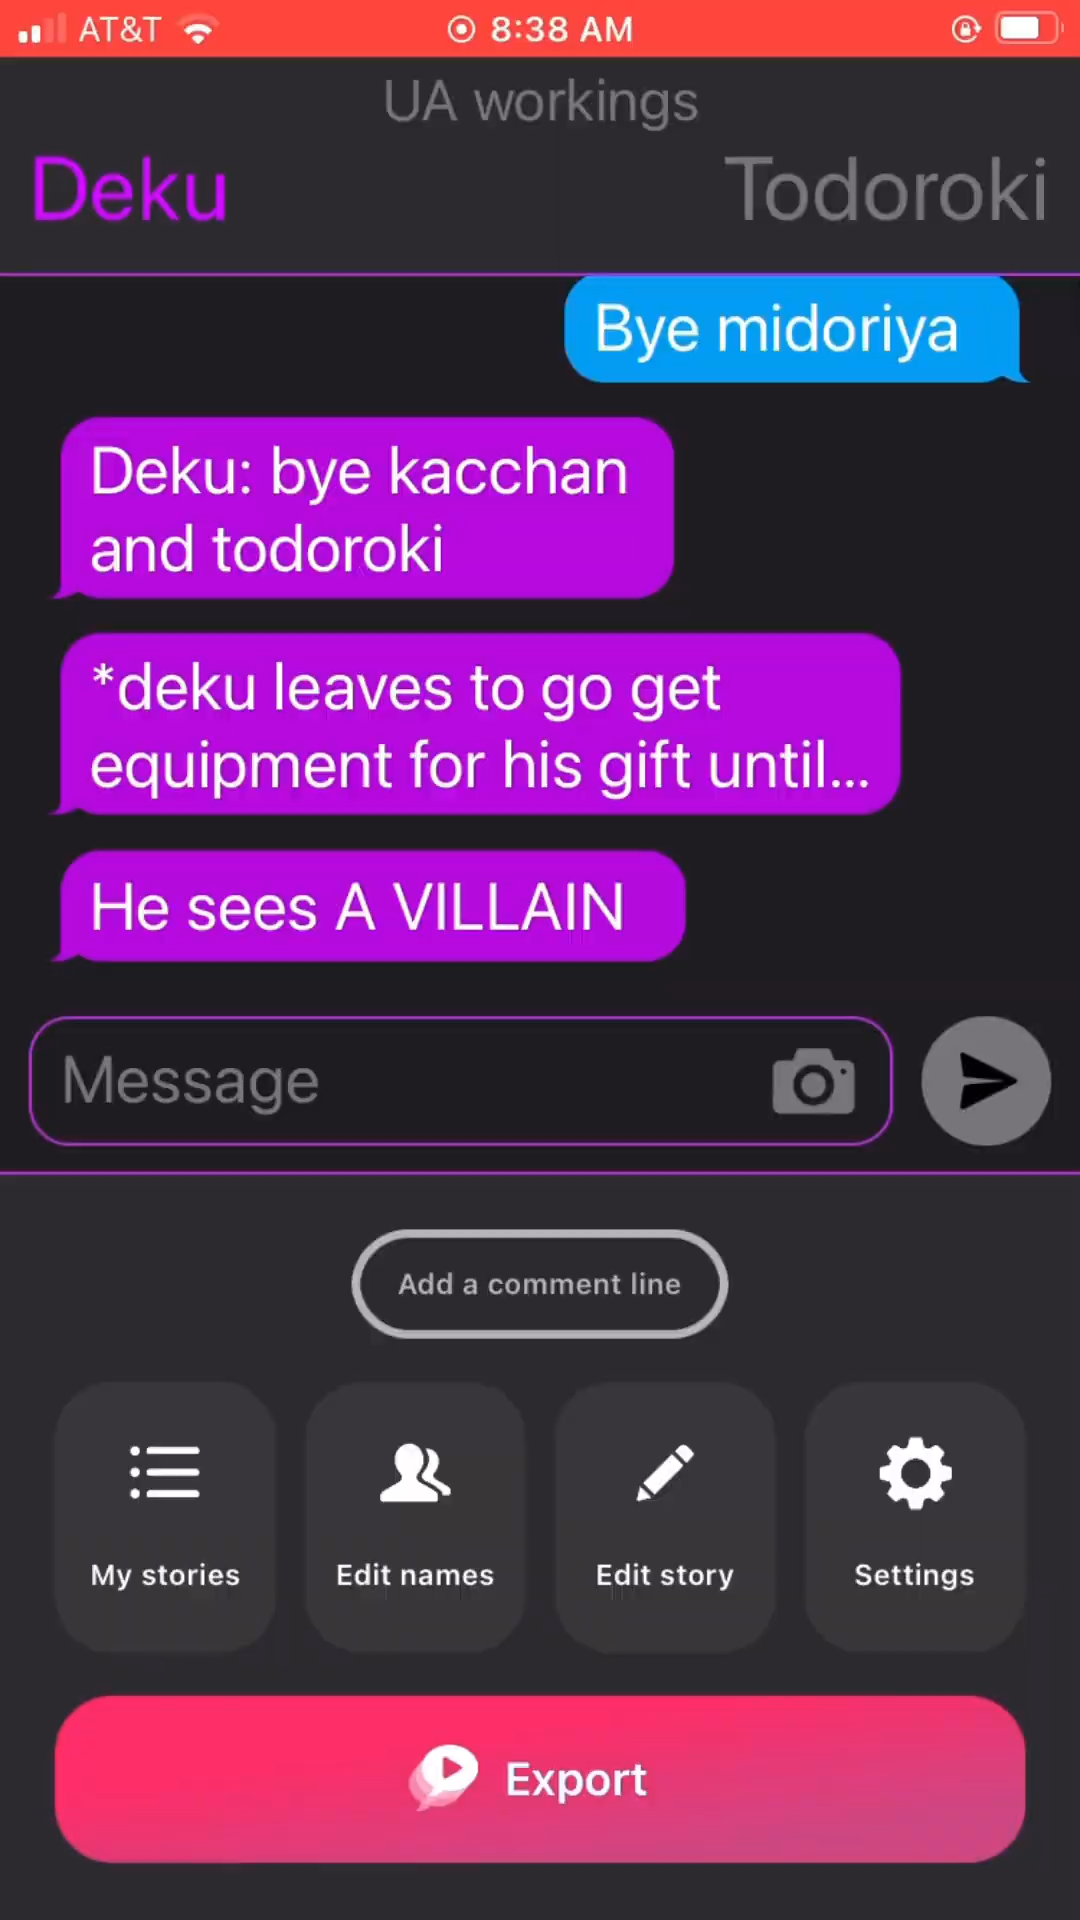 AT&T 8:38 AM
UA workings
Deku Todoroki
Bye midoriya
Deku: bye kacchan
and todoroki
*deku leaves to go get
equipment for his gift until...
He sees A VILLAIN
Message
Add a comment line
My stories Edit names Edit story Settings
Export